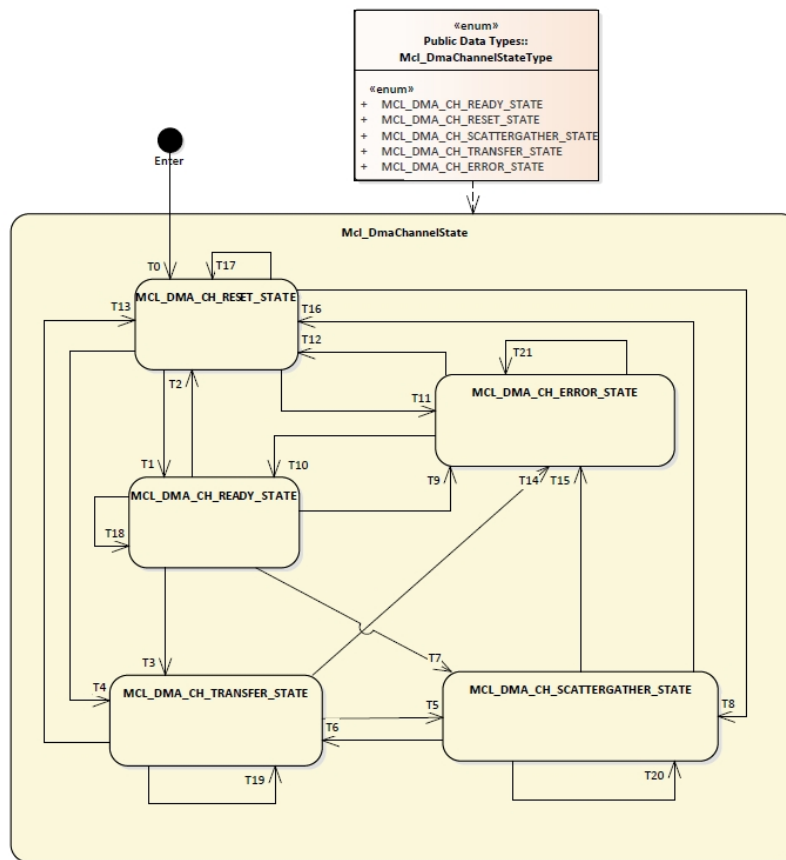 «enum»
Public Data Types::
Mcl_DmaChannelStateType
«enum»
+ MCL_DMA_CH_READY_STATE
+ MCL_DMA_CH_RESET_STATE
+ MCL_DMA_CH_SCATTERGATHER_STATE
+ MCL_DMA_CH_TRANSFER_STATE
+ MCL_DMA_CH_ERROR_STATE
Enter
Mcl_DmaChannelState
T0
T17
MCL_DMA_CH_RESET_STATE
T13
T16
T12
T21
T2
MCL_DMA_CH_ERROR_STATE
T11
T1
T10
T9
T14
T15
MCL_DMA_CH_READY_STATE
T18
T3
T7
T4
MCL_DMA_CH_TRANSFER_STATE
MCL_DMA_CH_SCATTERGATHER_STATE
T5
T8
T6
T19
T20